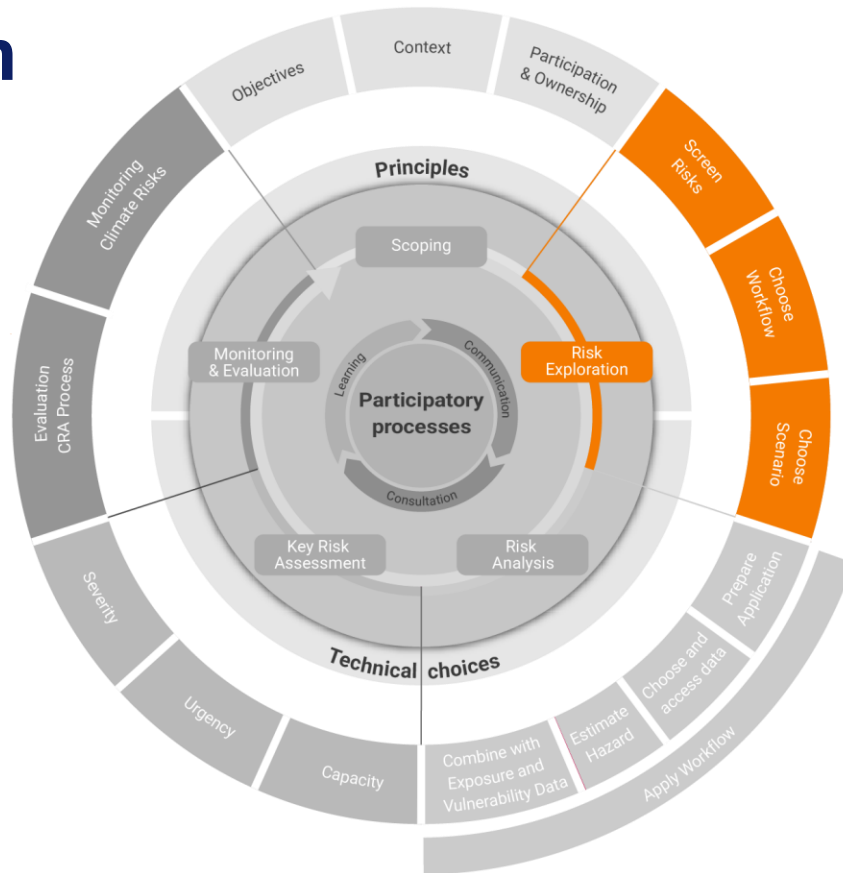 n
Objectives
Context
Participation
& Ownership
Screen
Risks
Choose
Workflow
Choose
Scenario
Prepare
Application
Choose and
access data
Estimate
Hazard
Combine with
Exposure and
Vulnerability Data
Apply Workflow
Capacity
Urgency
Severity
Evaluation
CRA Process
Monitoring
Climate Risks
Principles
Scoping
Risk
Exploration
Risk
Analysis
Key Risk
Assessment
Monitoring
& Evaluation
Technical choices
Learning
Communication
Consultation
Participatory
processes